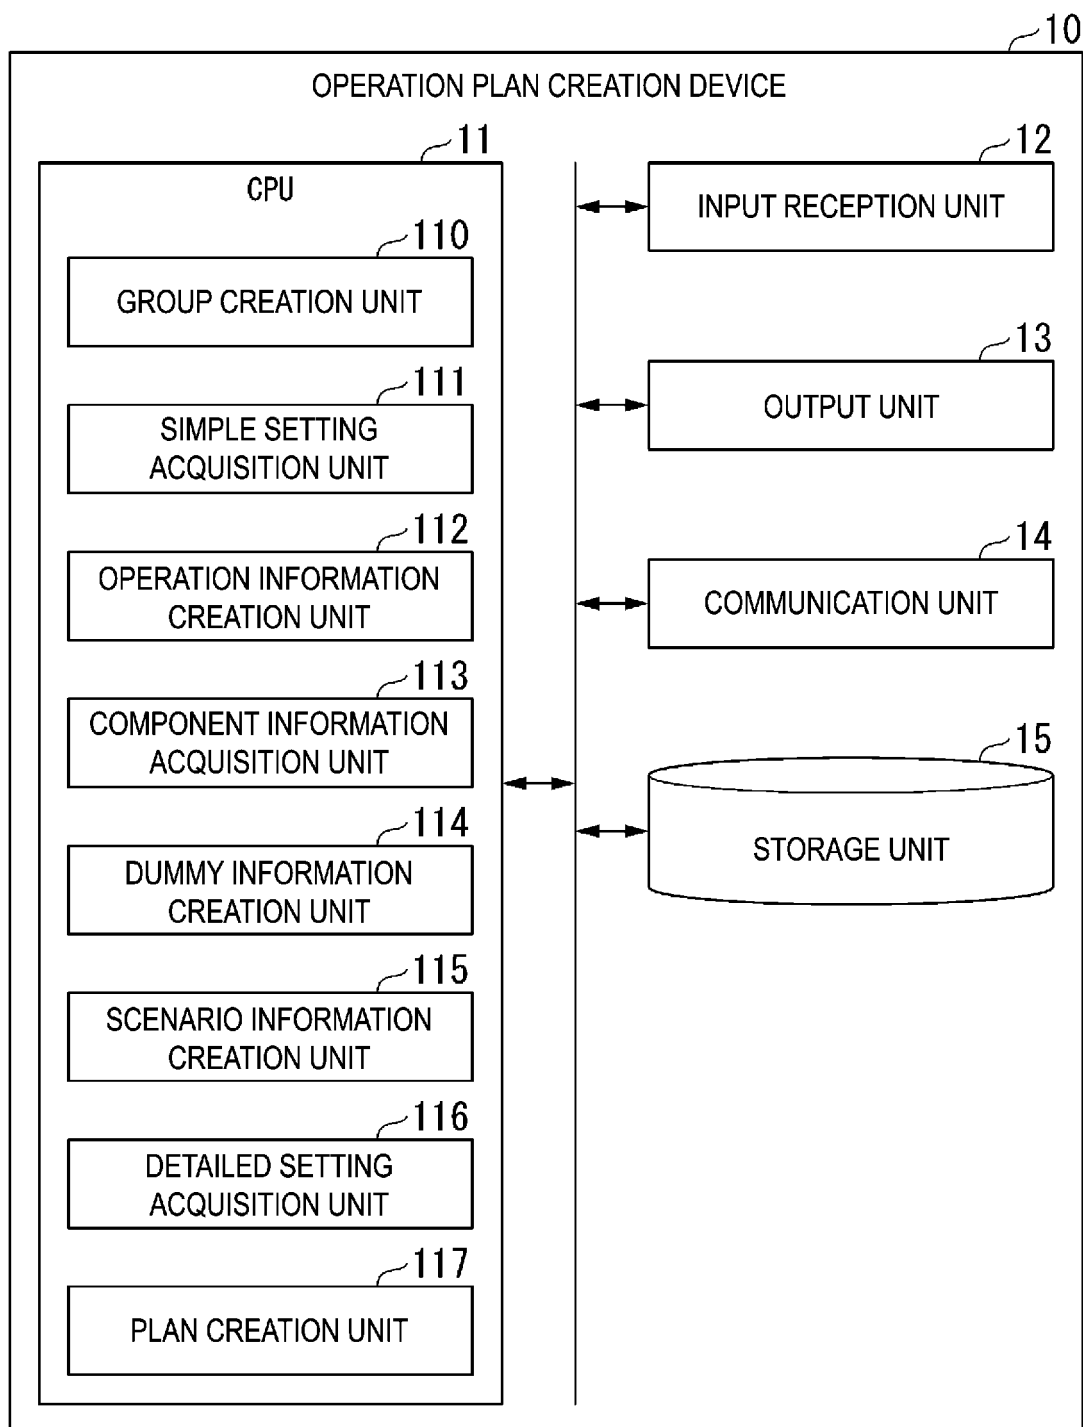 10
OPERATION PLAN CREATION DEVICE
11
CPU
110
GROUP CREATION UNIT
111
SIMPLE SETTING
ACQUISITION UNIT
112
OPERATION INFORMATION
CREATION UNIT
113
COMPONENT INFORMATION
ACQUISITION UNIT
114
DUMMY INFORMATION
CREATION UNIT
115
SCENARIO INFORMATION
CREATION UNIT
116
DETAILED SETTING
ACQUISITION UNIT
117
PLAN CREATION UNIT
12
INPUT RECEPTION UNIT
13
OUTPUT UNIT
14
COMMUNICATION UNIT
15
STORAGE UNIT